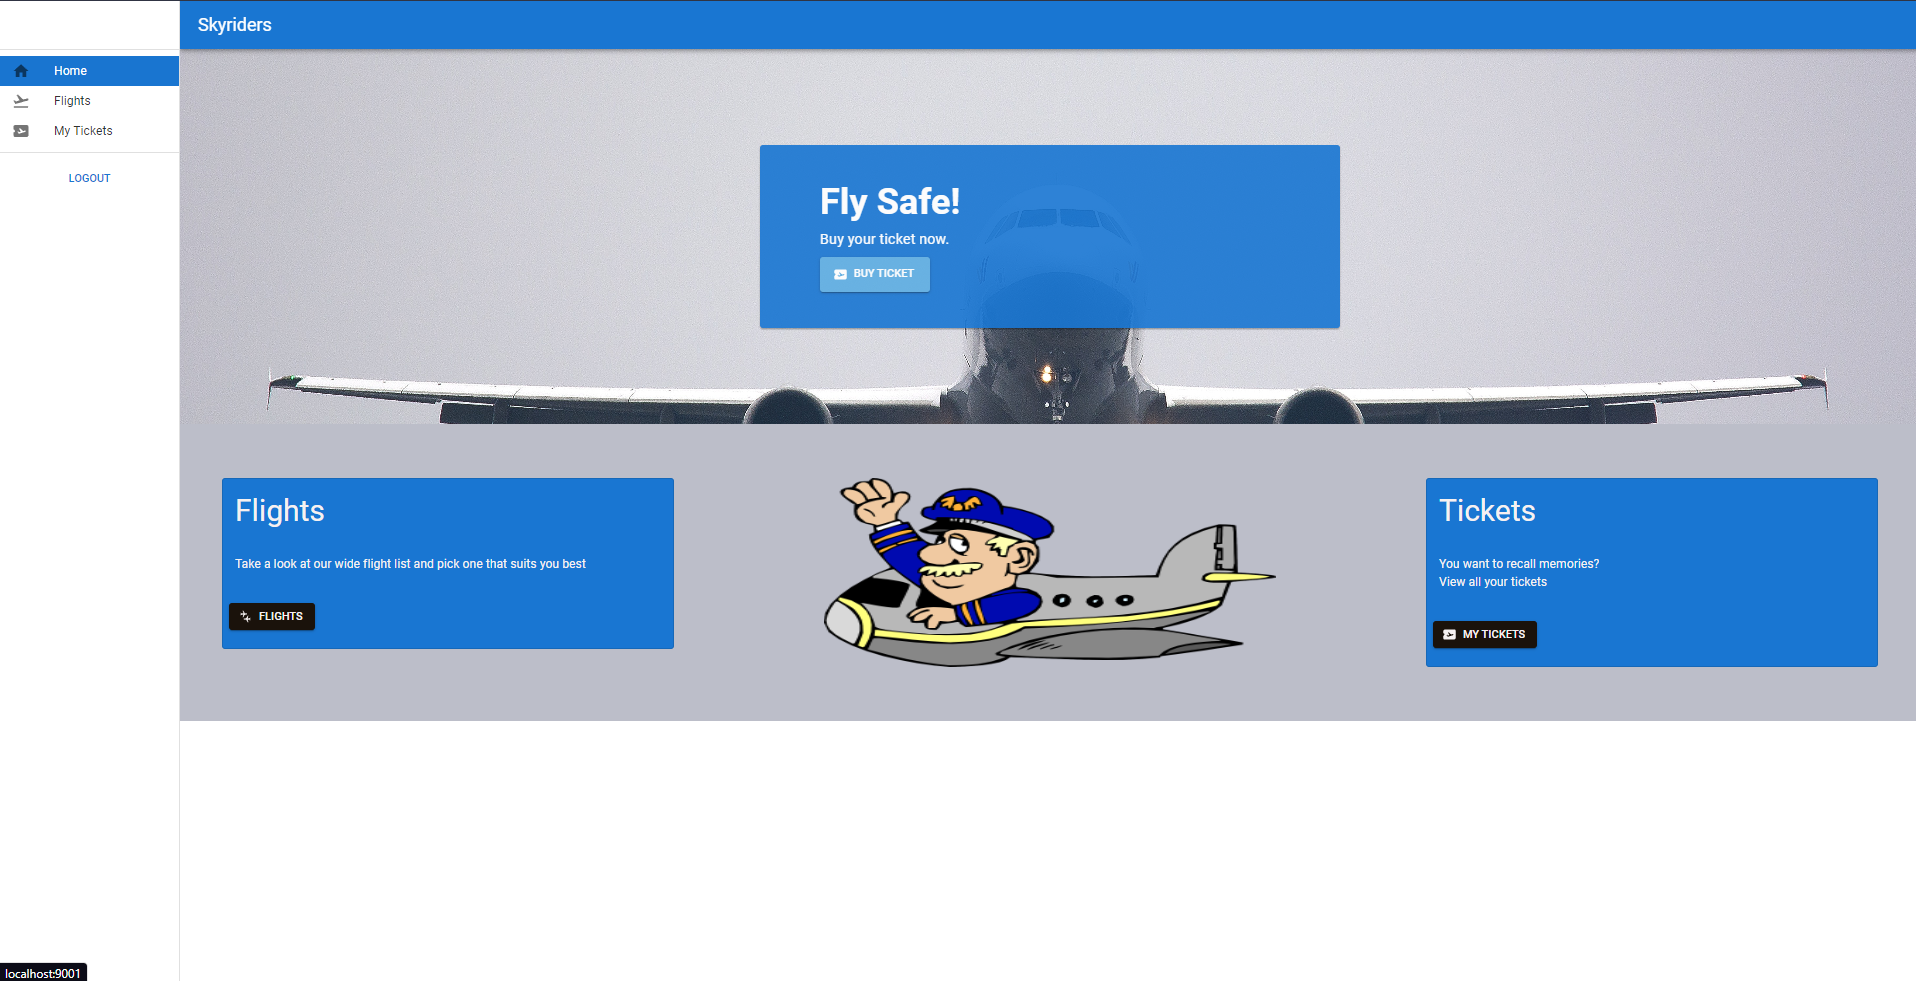 Skyriders
Home
Flights
My Tickets
LOGOUT
Fly Safe!
Buy your ticket now.
BUY TICKET
Flights
Take a look at our wide flight list and pick one that suits you best
FLIGHTS
Tickets
You want to recall memories?
View all your tickets
MY TICKETS
localhost:9001